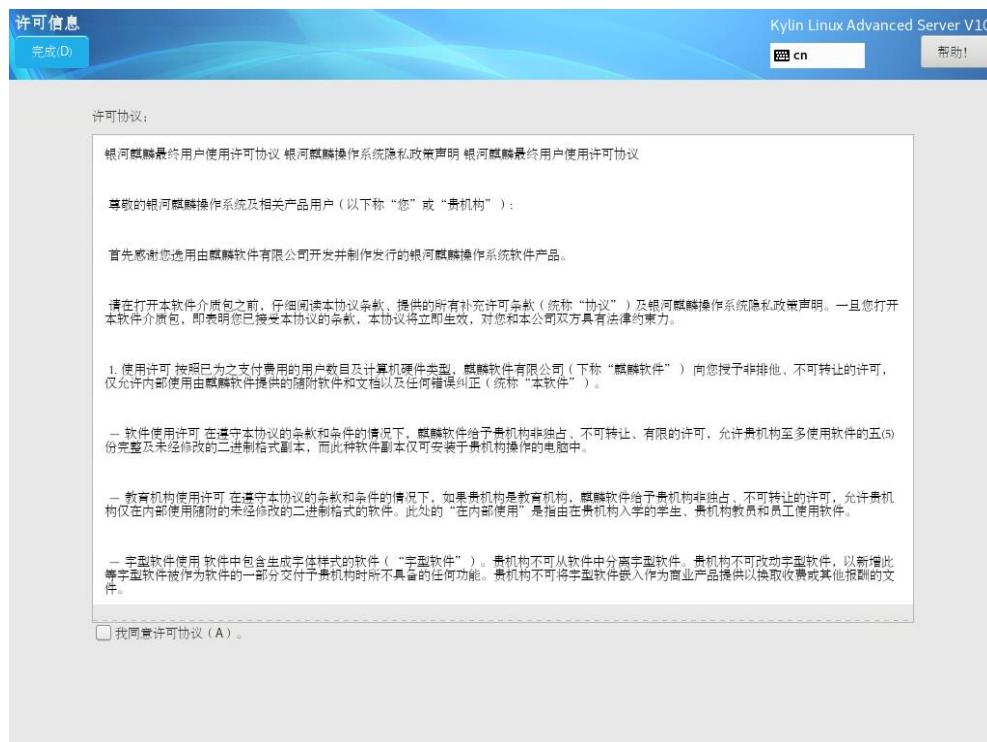 许可信息
Kylin Linux Advanced Server V10
完成(D)
cn
帮助!
许可协议:
银河麒麟最终用户使用许可协议 银河麒麟操作系统隐私政策声明 银河麒麟最终用户使用许可协议
尊敬的银河麒麟操作系统及相关产品用户(以下称“您”或“贵机构”):
首先感谢您选用由麒麟软件有限公司开发并制作发行的银河麒麟操作系统软件产品。
请在打开本软件介质包之前,仔细阅读本协议条款、提供的所有补充许可条款(统称“协议”)及银河麒麟操作系统隐私政策声明。一旦您打开
本软件介质包,即表明您已接受本协议的条款,本协议将立即生效,对您和本公司双方具有法律约束力。
1. 使用许可 按照已为之支付费用的用户数目及计算机硬件类型,麒麟软件有限公司(下称“麒麟软件”) 向您授予非排他、不可转让的许可,
仅允许内部使用由麒麟软件提供的随附软件和文档以及任何错误纠正(统称“本软件”)。
— 软件使用许可 在遵守本协议的条款和条件的情况下,麒麟软件给予贵机构非独占、不可转让、有限的许可,允许贵机构至多使用软件的五(5)
份完整及未经修改的二进制格式副本,而此种软件副本仅可安装于贵机构操作的电脑中。
— 教育机构使用许可 在遵守本协议的条款和条件的情况下,如果贵机构是教育机构,麒麟软件给予贵机构非独占、不可转让的许可,允许贵机
构仅在内部使用随附的未经修改的二进制格式的软件。此处的“在内部使用”是指由在贵机构入学的学生、贵机构教员和员工使用软件。
— 字型软件使用 软件中包含生成字体样式的软件(“字型软件”)。贵机构不可从软件中分离字型软件。贵机构不可改动字型软件,以新增此
等字型软件被作为软件的一部分交付予贵机构时所不具备的任何功能。贵机构不可将字型软件嵌入作为商业产品提供以换取收费或其他报酬的文
件。
我同意许可协议(A)。